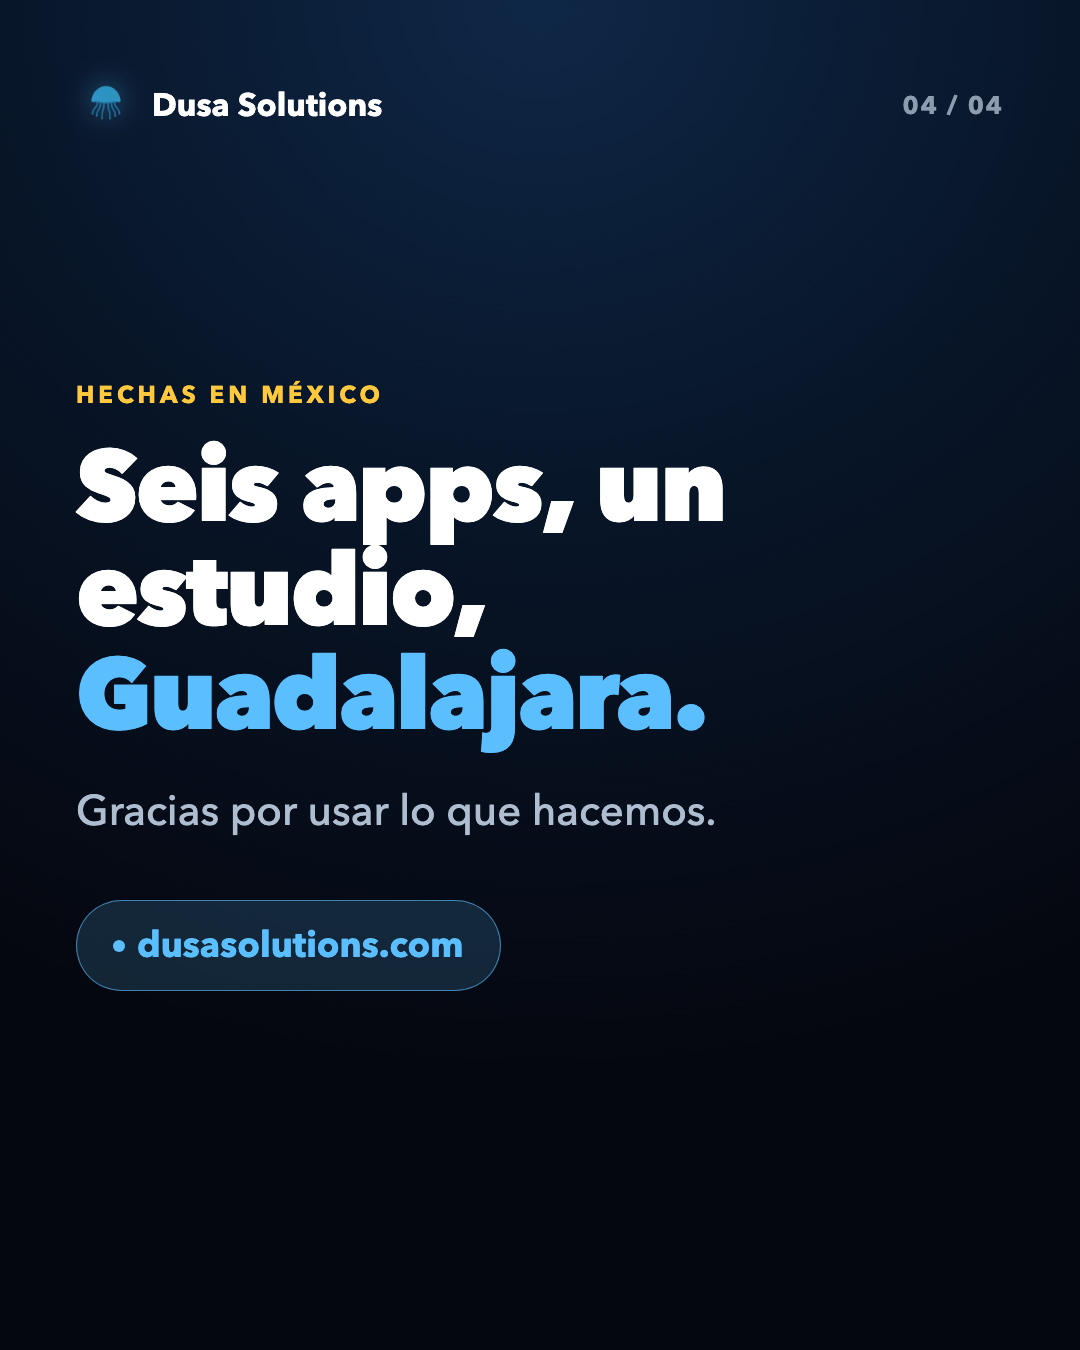 Dusa Solutions
04 / 04
HECHAS EN MÉXICO
Seis apps, un
estudio,
Guadalajara.
Gracias por usar lo que hacemos.
• dusasolutions.com